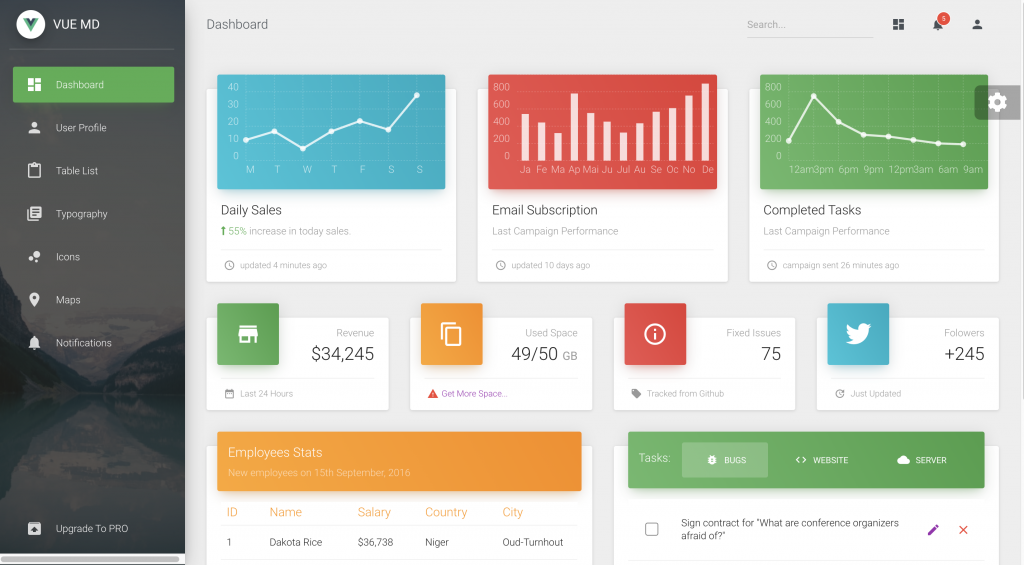 VUE MD
Dashboard
User Profile
Table List
Typography
Icons
Maps
Notifications
Upgrade To PRO
Dashboard
Search...
5
40
30
20
10
0
M T W T F S S
Daily Sales
55% increase in today sales.
updated 4 minutes ago
800
600
400
200
0
Ja Fe Ma Ap Mai Ju Jul Au Se Oc No De
Email Subscription
Last Campaign Performance
updated 10 days ago
800
600
400
200
0
12am3pm 6pm 9pm 12pm3am 6am 9am
Completed Tasks
Last Campaign Performance
campaign sent 26 minutes ago
Revenue
$34,245
Last 24 Hours
Used Space
49/50 GB
Get More Space...
Fixed Issues
75
Tracked from Github
Folowers
+245
Just Updated
Employees Stats
New employees on 15th September, 2016
ID Name Salary Country City
1 Dakota Rice $36,738 Niger Oud-Turnhout
Tasks: BUGS WEBSITE SERVER
Sign contract for "What are conference organizers
afraid of?"